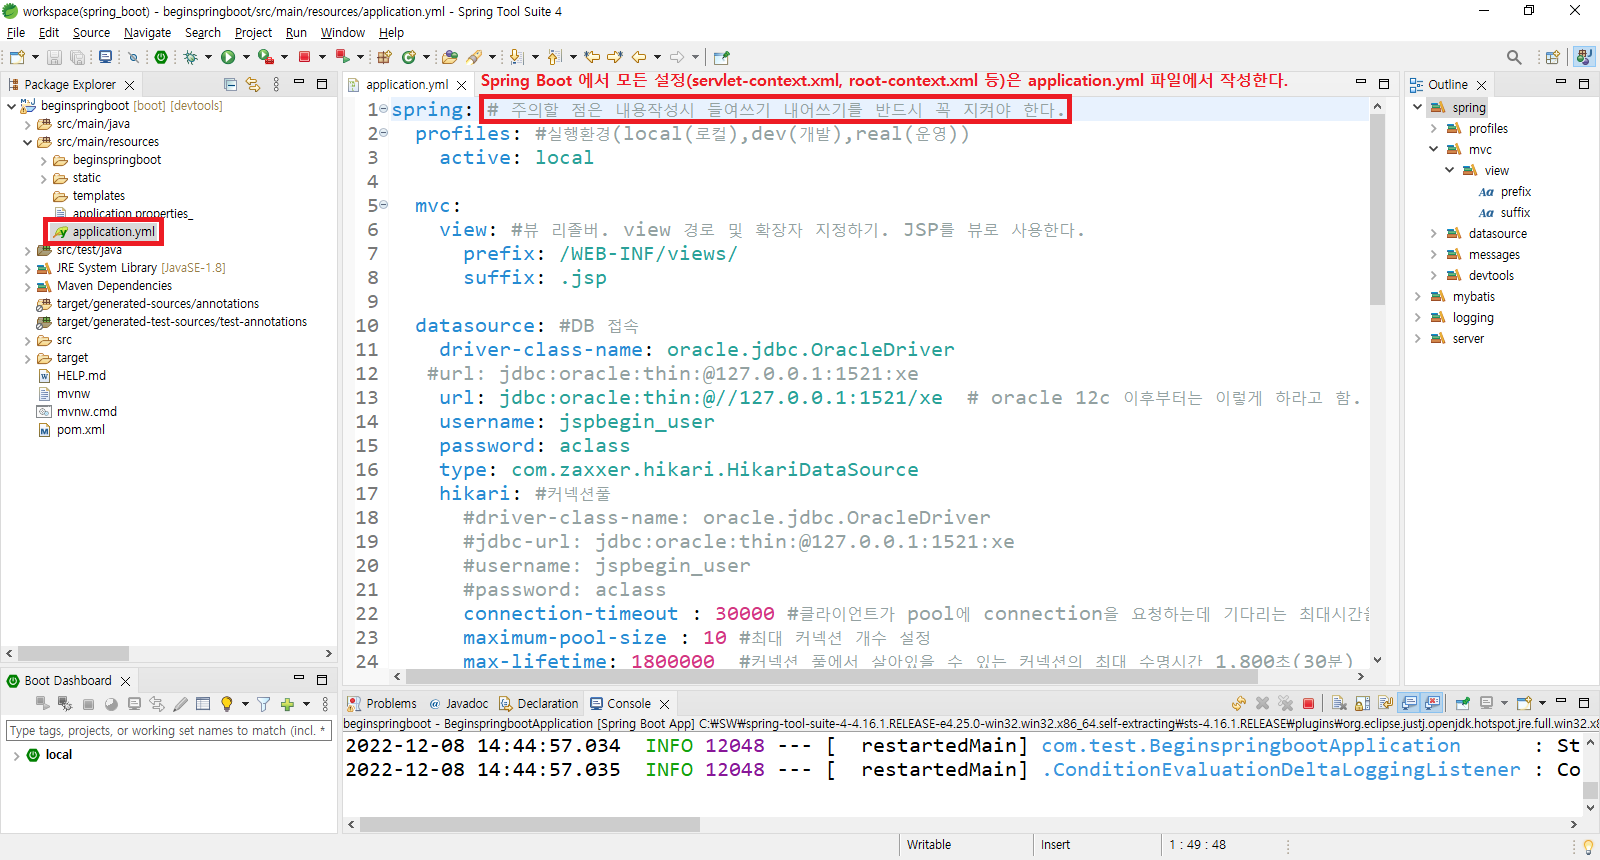 workspace(spring_boot) - beginspringboot/src/main/resources/application.yml - Spring Tool Suite 4
File Edit Source Navigate Search Project Run Window Help
Package Explorer
beginspringboot [boot] [devtools]
src/main/java
src/main/resources
beginspringboot
static
templates
application.properties_
application.yml
src/test/java
JRE System Library [JavaSE-1.8]
Maven Dependencies
target/generated-sources/annotations
target/generated-test-sources/test-annotations
src
target
HELP.md
mvnw
mvnw.cmd
pom.xml
application.yml
Spring Boot 에서 모든 설정(servlet-context.xml, root-context.xml 등)은 application.yml 파일에서 작성한다.
1 spring: # 주의할 점은 내용작성시 들여쓰기 내어쓰기를 반드시 꼭 지켜야 한다.
2 profiles: #실행환경(local(로컬),dev(개발),real(운영))
3 active: local
4
5 mvc:
6 view: #뷰 리졸버. view 경로 및 확장자 지정하기. JSP를 뷰로 사용한다.
7 prefix: /WEB-INF/views/
8 suffix: .jsp
9
10 datasource: #DB 접속
11 driver-class-name: oracle.jdbc.OracleDriver
12 #url: jdbc:oracle:thin:@127.0.0.1:1521:xe
13 url: jdbc:oracle:thin:@//127.0.0.1:1521/xe # oracle 12c 이후부터는 이렇게 하라고 함.
14 username: jspbegin_user
15 password: aclass
16 type: com.zaxxer.hikari.HikariDataSource
17 hikari: #커넥션풀
18 #driver-class-name: oracle.jdbc.OracleDriver
19 #jdbc-url: jdbc:oracle:thin:@127.0.0.1:1521:xe
20 #username: jspbegin_user
21 #password: aclass
22 connection-timeout : 30000 #클라이언트가 pool에 connection을 요청하는데 기다리는 최대시간을
23 maximum-pool-size : 10 #최대 커넥션 개수 설정
24 max-lifetime: 1800000 #커넥션 풀에서 살아있을 수 있는 커넥션의 최대 수명시간 1,800초(30분)
Outline
spring
profiles
mvc
view
Aa prefix
Aa suffix
datasource
messages
devtools
mybatis
logging
server
Boot Dashboard
Type tags, projects, or working set names to match (incl. *
local
Problems @ Javadoc Declaration Console
beginspringboot - BeginspringbootApplication [Spring Boot App] C:₩SW₩spring-tool-suite-4-4.16.1.RELEASE-e4.25.0-win32.win32.x86_64.self-extracting₩sts-4.16.1.RELEASE₩plugins₩org.eclipse.justj.openjdk.hotspot.jre.full.win32.x8
2022-12-08 14:44:57.034 INFO 12048 --- [ restartedMain] com.test.BeginspringbootApplication : St
2022-12-08 14:44:57.035 INFO 12048 --- [ restartedMain] .ConditionEvaluationDeltaLoggingListener : Co
Writable Insert 1 : 49 : 48